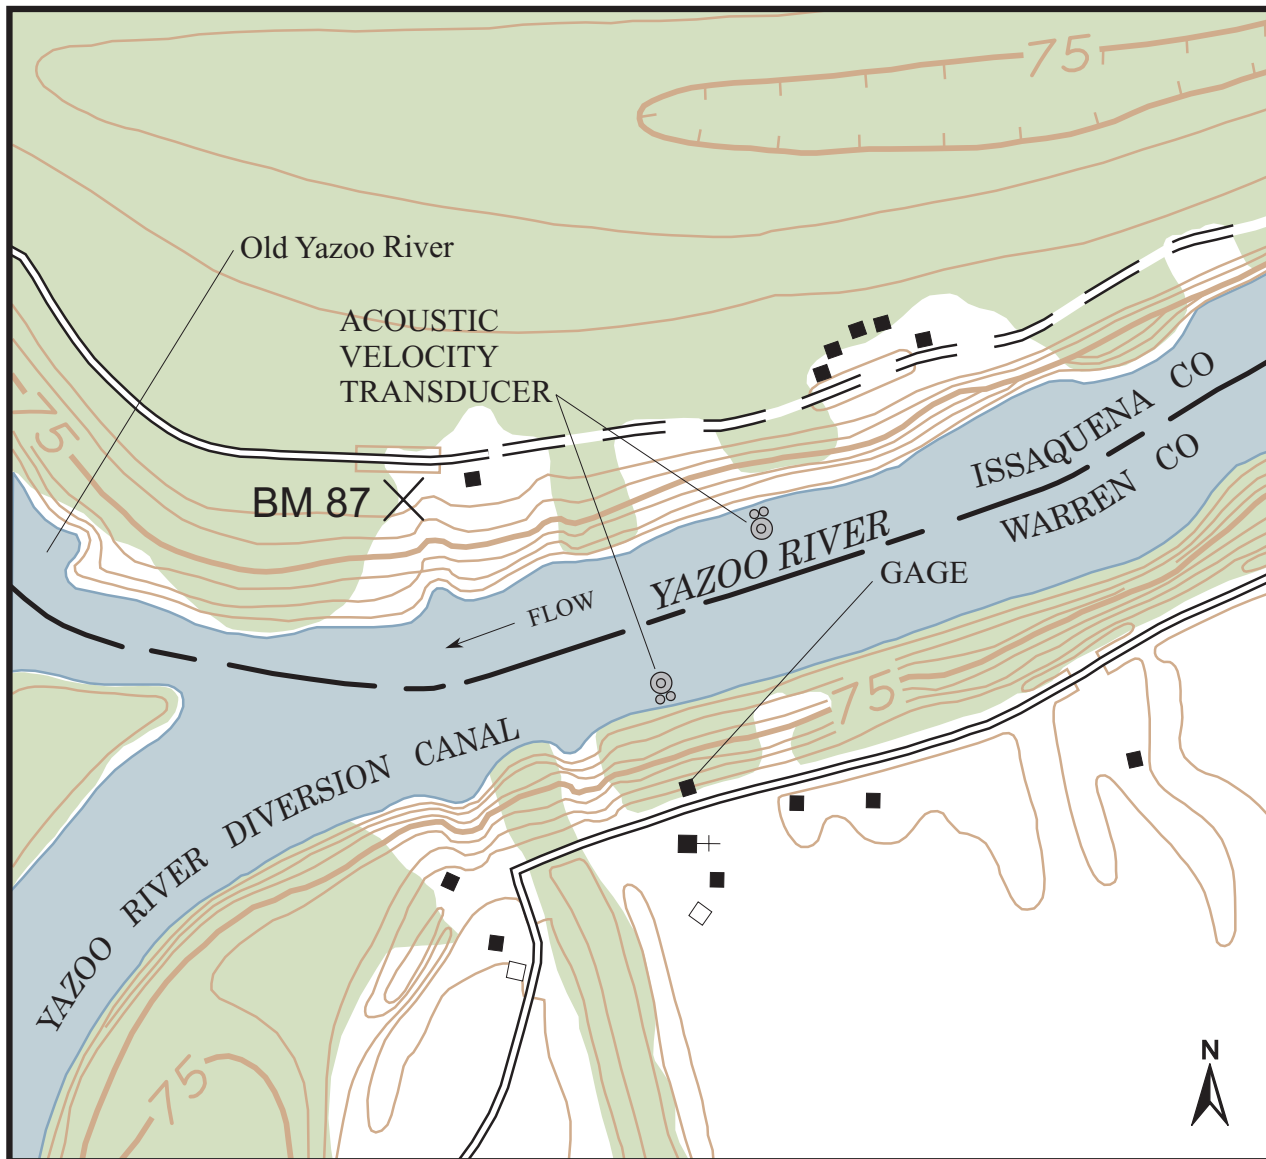 75
Old Yazoo River
ACOUSTIC
VELOCITY
TRANSDUCER
75
ISSAQUENA CO
WARREN CO
BM 87
YAZOO RIVER
GAGE
FLOW
75
YAZOO RIVER DIVERSION CANAL
N
75